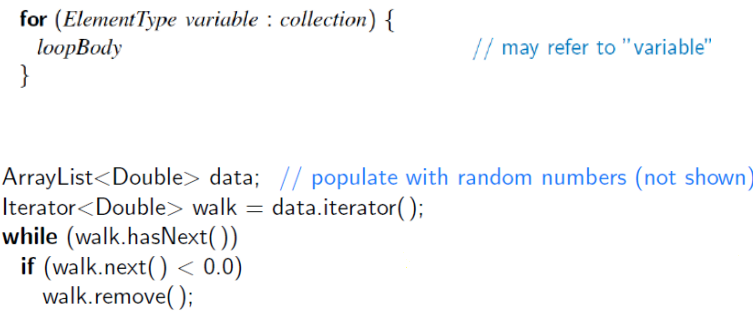 for (ElementType variable : collection) {
loopBody // may refer to "variable"
}
ArrayList<Double> data; // populate with random numbers (not shown)
Iterator<Double> walk = data.iterator( );
while (walk.hasNext( ))
if (walk.next( ) < 0.0)
walk.remove( );